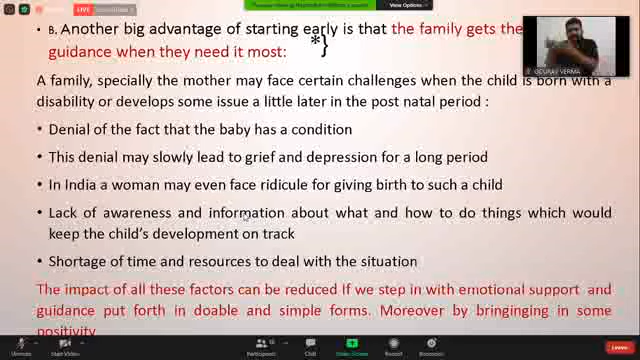 LIVE
View Options
• B. Another big advantage of starting early is that the family gets the
guidance when they need it most:
*}
GOURAV VERMA
A family, specially the mother may face certain challenges when the child is born with a
disability or develops some issue a little later in the post natal period :
• Denial of the fact that the baby has a condition
• This denial may slowly lead to grief and depression for a long period
• In India a woman may even face ridicule for giving birth to such a child
• Lack of awareness and information about what and how to do things which would
keep the child's development on track
• Shortage of time and resources to deal with the situation
The impact of all these factors can be reduced If we step in with emotional support and
guidance put forth in doable and simple forms. Moreover by bringinging in some
positivity
Unmute
Start Video
Participants
Chat
Share Screen
Record
Reactions
Leave